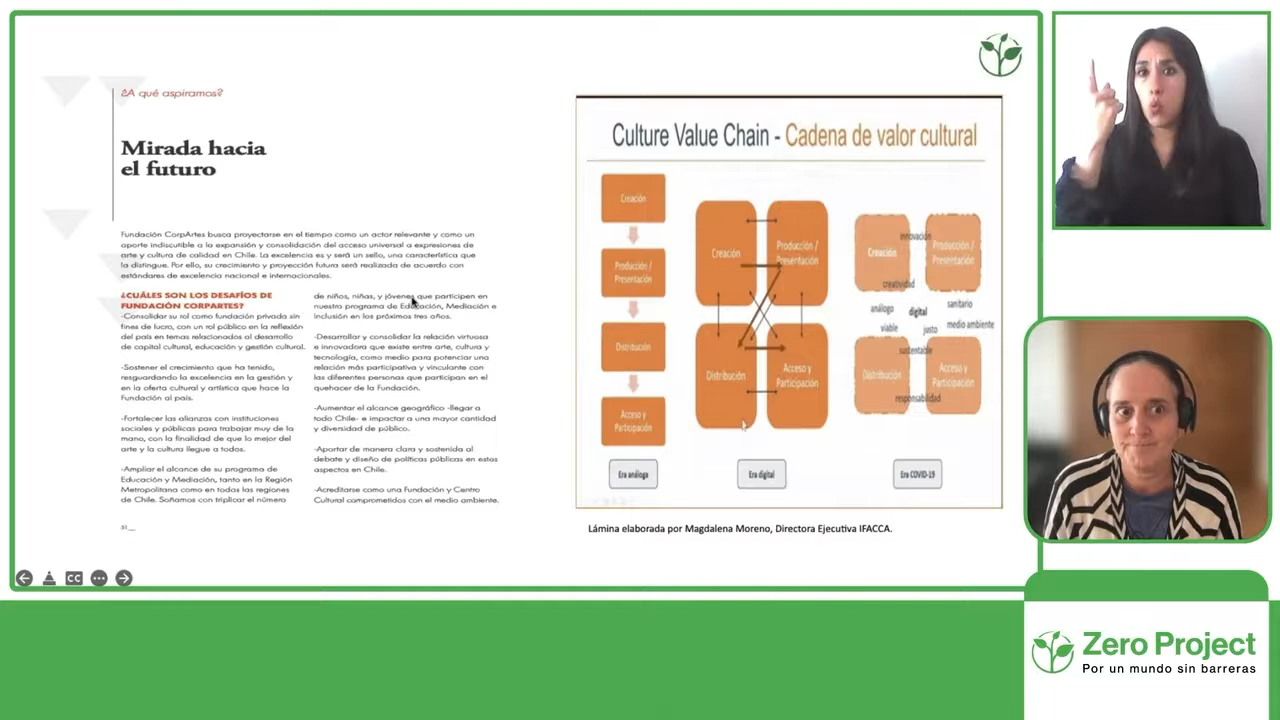 ¿A qué aspiramos?
Mirada hacia
el futuro
Fundación CorpArtes busca proyectarse en el tiempo como un actor relevante y como un
aporte indiscutible a la expansión y consolidación del acceso universal a expresiones de
arte y cultura de calidad en Chile. La excelencia es y será un sello, una característica que
la distingue. Por ello, su crecimiento y proyección futura será realizada de acuerdo con
estándares de excelencia nacional e internacionales.
¿CUÁLES SON LOS DESAFÍOS DE
FUNDACIÓN CORPARTES?
-Consolidar su rol como fundación privada sin
fines de lucro, con un rol público en la reflexión
del país en temas relacionados al desarrollo
de capital cultural, educación y gestión cultural.
-Sostener el crecimiento que ha tenido,
resguardando la excelencia en la gestión y
en la oferta cultural y artística que hace la
Fundación al país.
-Fortalecer las alianzas con instituciones
sociales y públicas para trabajar muy de la
mano, con la finalidad de que lo mejor del
arte y la cultura llegue a todos.
-Ampliar el alcance de su programa de
Educación y Mediación, tanto en la Región
Metropolitana como en todas las regiones
de Chile. Soñamos con triplicar el número
de niños, niñas, y jóvenes que participen en
nuestro programa de Educación, Mediación e
Inclusión en los próximos tres años.
-Desarrollar y consolidar la relación virtuosa
e innovadora que existe entre arte, cultura y
tecnología, como medio para potenciar una
relación más participativa y vinculante con
las diferentes personas que participan en el
quehacer de la Fundación.
-Aumentar el alcance geográfico -llegar a
todo Chile- e impactar a una mayor cantidad
y diversidad de público.
-Aportar de manera clara y sostenida al
debate y diseño de políticas públicas en estos
aspectos en Chile.
-Acreditarse como una Fundación y Centro
Cultural comprometidos con el medio ambiente.
51__
Culture Value Chain - Cadena de valor cultural
Creación
Producción /
Presentación
Distribución
Acceso y
Participación
Era análoga
Creación
Producción /
Presentación
Distribución
Acceso y
Participación
Era digital
Creación
innovación
Producción /
Presentación
creatividad
análogo
digital
sanitario
viable
justo
medio ambiente
sustentable
Distribución
Acceso y
Participación
responsabilidad
Era COVID-19
Lámina elaborada por Magdalena Moreno, Directora Ejecutiva IFACCA.
CC
Zero Project
Por un mundo sin barreras